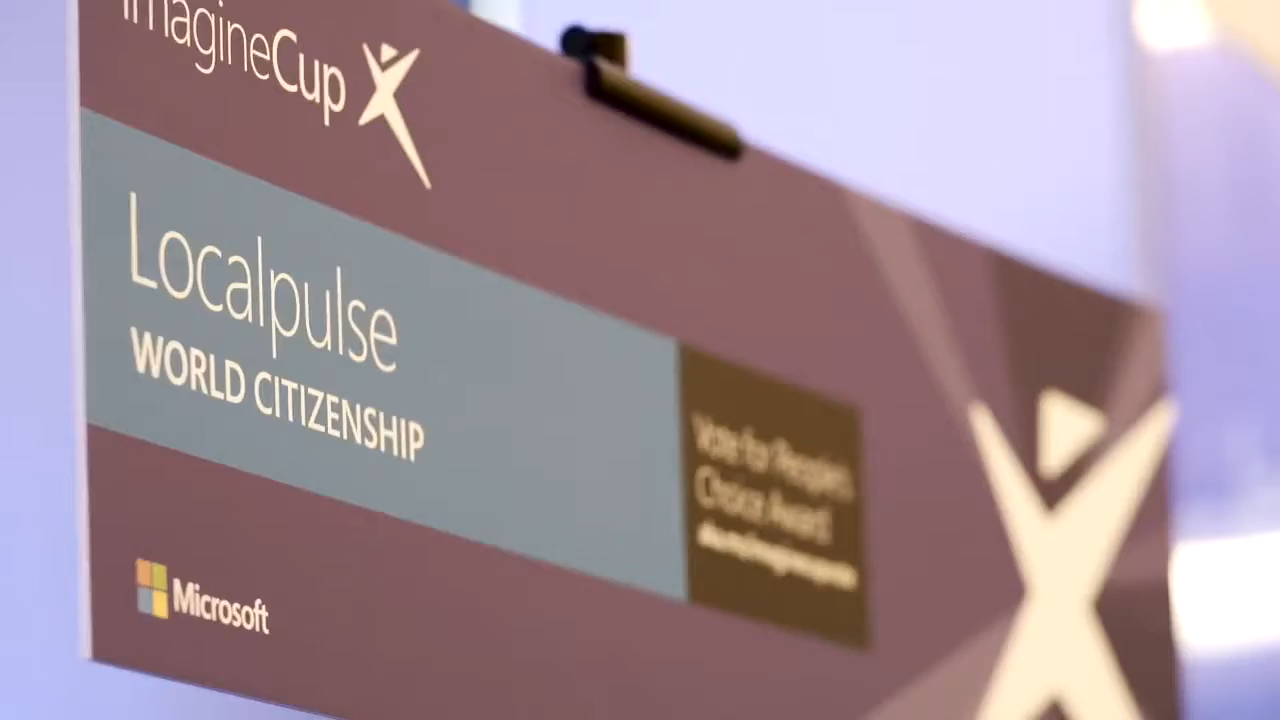 ImagineCup
Localpulse
WORLD CITIZENSHIP
Vote for People's
Choice Award
Microsoft